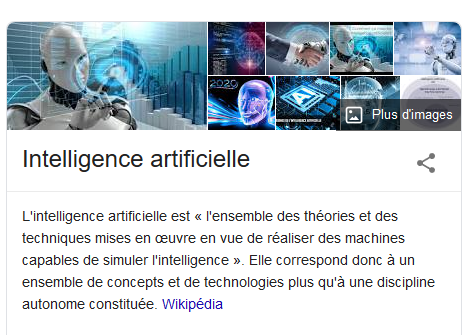 2020
AI
Plus d'images
Intelligence artificielle
L'intelligence artificielle est « l'ensemble des théories et des
techniques mises en œuvre en vue de réaliser des machines
capables de simuler l'intelligence ». Elle correspond donc à un
ensemble de concepts et de technologies plus qu'à une discipline
autonome constituée. Wikipédia